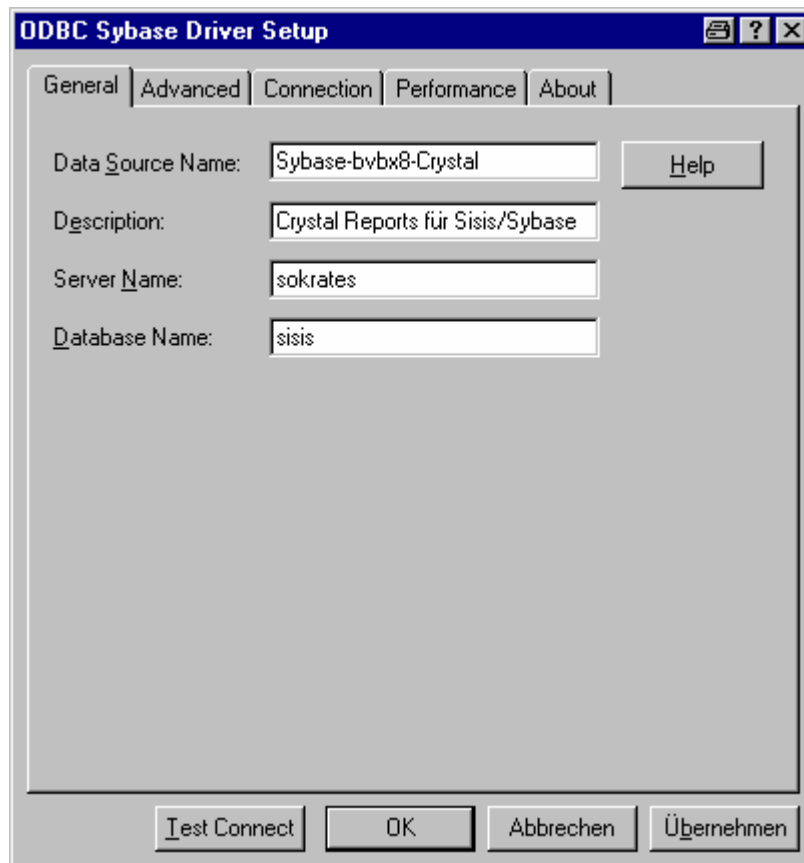 ODBC Sybase Driver Setup
General Advanced Connection Performance About
Data Source Name: Sybase-bvbx8-Crystal Help
Description: Crystal Reports für Sisis/Sybase
Server Name: sokrates
Database Name: sisis
Test Connect OK Abbrechen Übernehmen